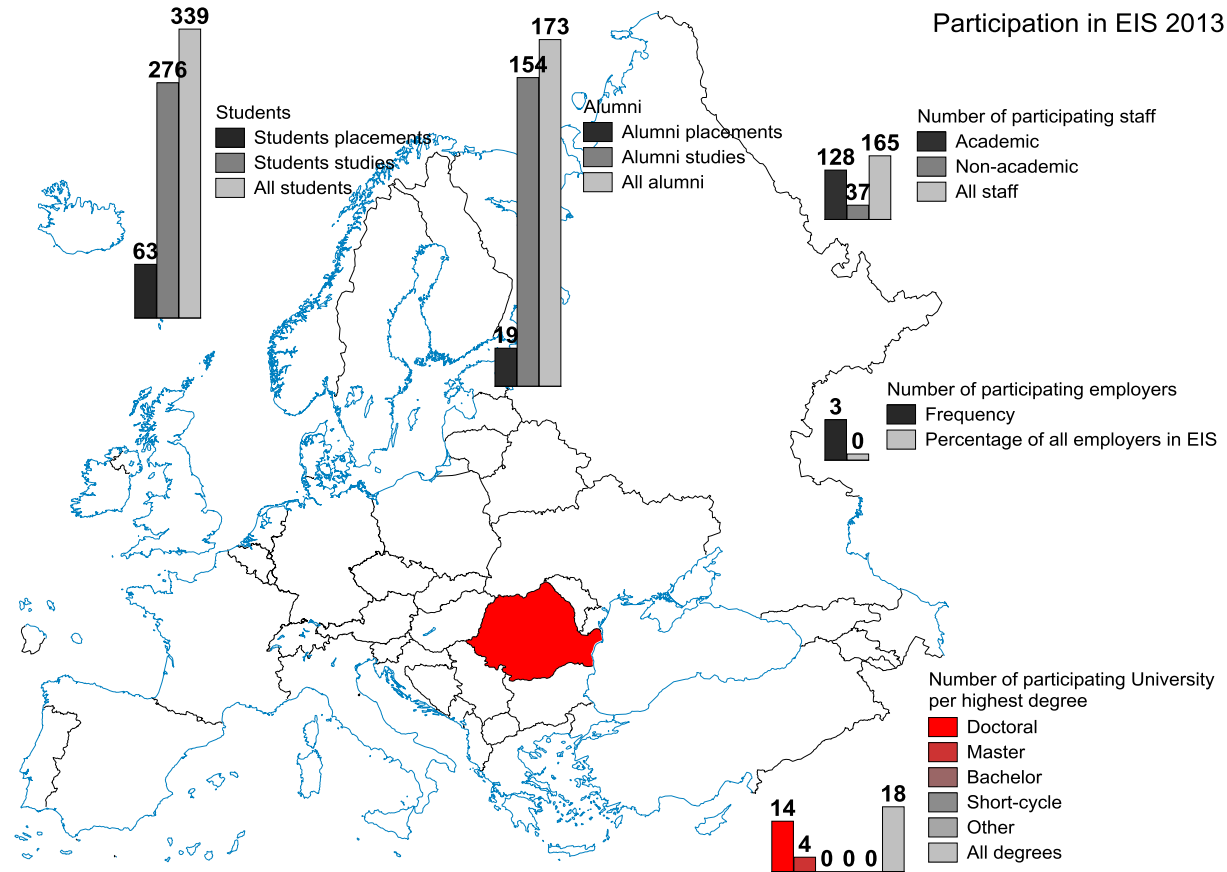 Participation in EIS 2013
339
276
63
Students
Students placements
Students studies
All students
173
154
19
Alumni
Alumni placements
Alumni studies
All alumni
Number of participating staff
128
37
165
Academic
Non-academic
All staff
Number of participating employers
3
0
Frequency
Percentage of all employers in EIS
Number of participating University
per highest degree
Doctoral
Master
Bachelor
Short-cycle
Other
All degrees
14
4
0
0
0
18